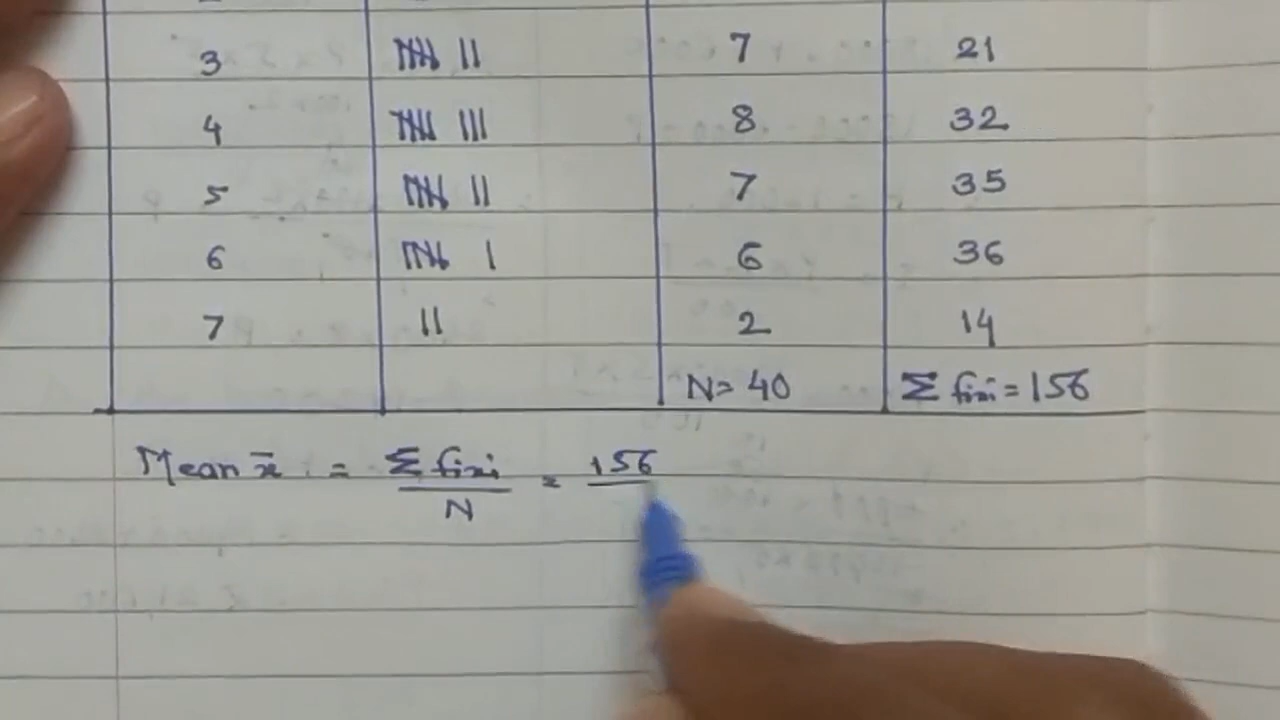 3 𝍸 II 7 21
4 𝍸 III 8 32
5 𝍸 II 7 35
6 𝍸 I 6 36
7 II 2 14
N = 40 Σ fixi = 156
Mean x̄ = Σ fixi / N = 156